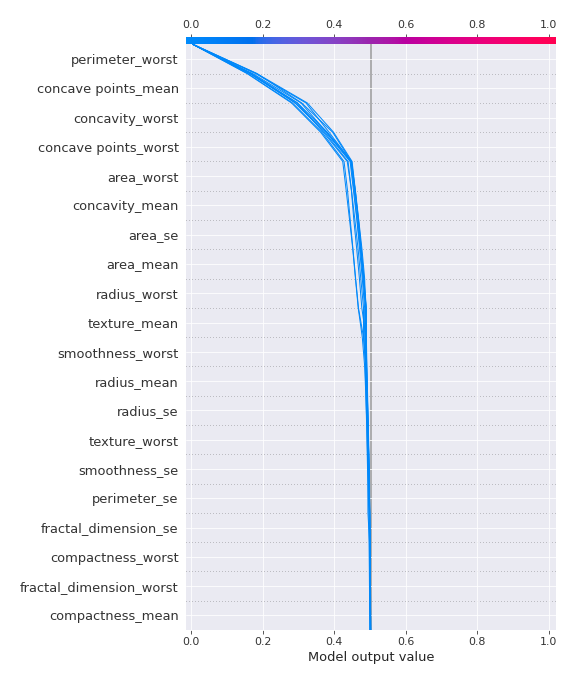 0.0 0.2 0.4 0.6 0.8 1.0
perimeter_worst
concave points_mean
concavity_worst
concave points_worst
area_worst
concavity_mean
area_se
area_mean
radius_worst
texture_mean
smoothness_worst
radius_mean
radius_se
texture_worst
smoothness_se
perimeter_se
fractal_dimension_se
compactness_worst
fractal_dimension_worst
compactness_mean
0.0 0.2 0.4 0.6 0.8 1.0
Model output value